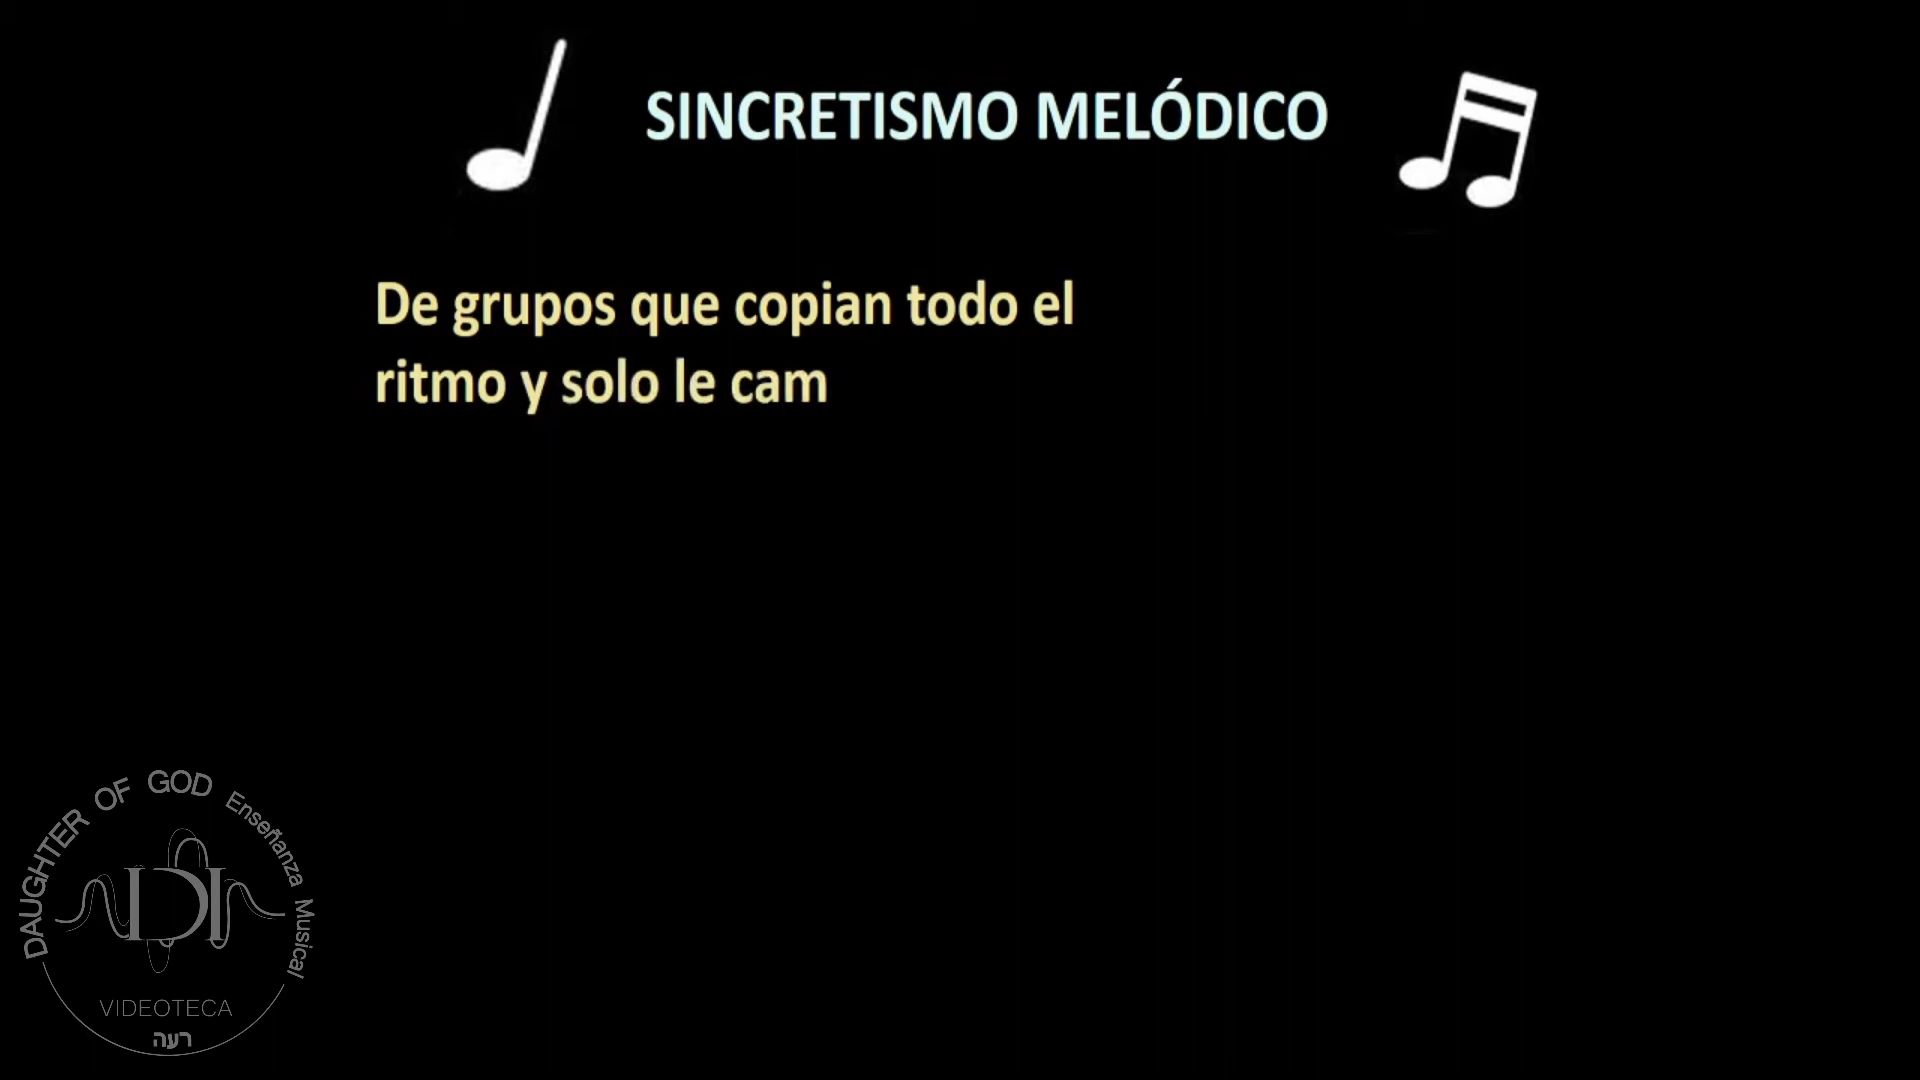 SINCRETISMO MELÓDICO
De grupos que copian todo el
ritmo y solo le cam
DAUGHTER OF GOD Enseñanza Musical
VIDEOTECA
רעה